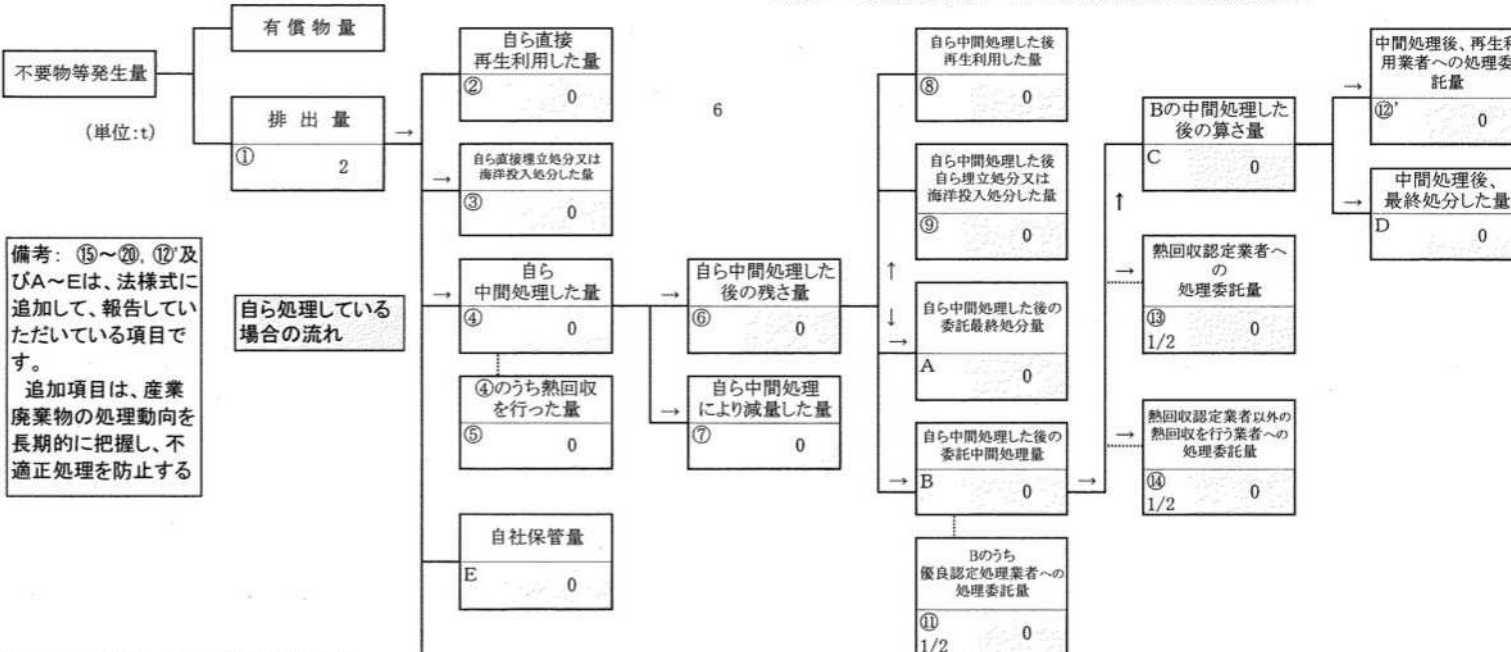 不要物等発生量
(単位:t)
有 償 物 量
排 出 量
①
2
→
備考: ⑮～⑳, ⑫'及
びA～Eは、法様式に
追加して、報告してい
ただいている項目で
す。
追加項目は、産業
廃棄物の処理動向を
長期的に把握し、不
適正処理を防止する
自ら処理している
場合の流れ
自ら直接
再生利用した量
②
0
→
自ら直接埋立処分又は
海洋投入処分した量
③
0
→
自ら
中間処理した量
④
0
④のうち熱回収
を行った量
⑤
0
自社保管量
E
0
6
→
自ら中間処理した
後の残さ量
⑥
0
→
自ら中間処理
により減量した量
⑦
0
自ら中間処理した後
再生利用した量
⑧
0
自ら中間処理した後
自ら埋立処分又は
海洋投入処分した量
⑨
0
↑
↓
→
自ら中間処理した後の
委託最終処分量
A
0
自ら中間処理した後の
委託中間処理量
→
B
0
→
Bのうち
優良認定処理業者への
処理委託量
⑪
1/2
0
↑
Bの中間処理した
後の算さ量
C
0
→
熱回収認定業者へ
の
処理委託量
⑬
1/2
0
→
熱回収認定業者以外の
熱回収を行う業者への
処理委託量
⑭
1/2
0
→
中間処理後、再生利
用業者への処理委
託量
⑫'
0
→
中間処理後、
最終処分した量
D
0